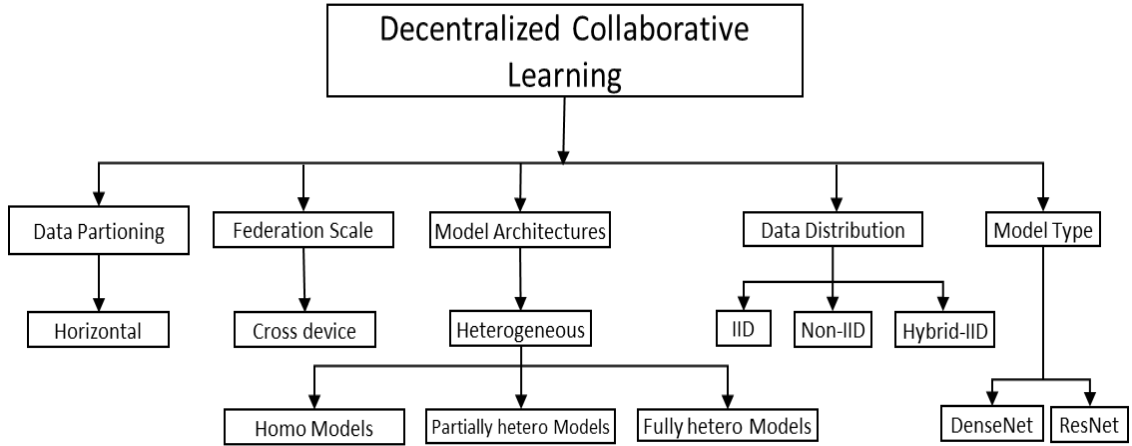 Decentralized Collaborative
Learning
Data Partioning
Federation Scale
Model Architectures
Data Distribution
Model Type
Horizontal
Cross device
Heterogeneous
IID
Non-IID
Hybrid-IID
Homo Models
Partially hetero Models
Fully hetero Models
DenseNet
ResNet